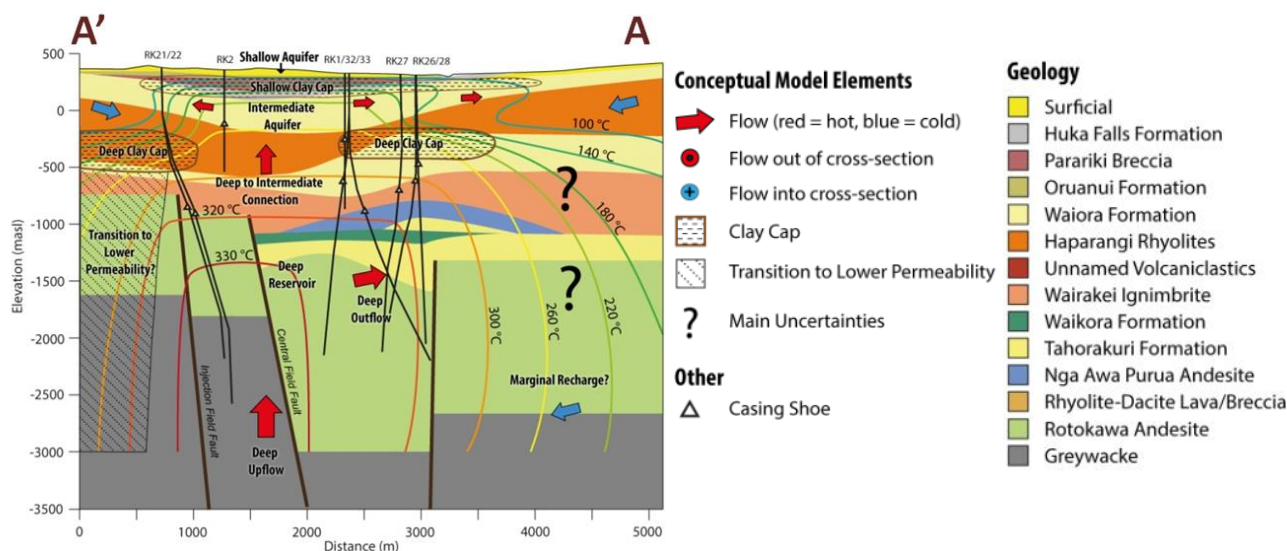 A’
A
Elevation (masl)
500
0
-500
-1000
-1500
-2000
-2500
-3000
-3500
RK21/22
RK2
Shallow Aquifer
RK1/32/33
RK27
RK26/28
Shallow Clay Cap
Intermediate
Aquifer
Deep Clay Cap
Deep Clay Cap
Deep to Intermediate
Connection
100 °C
140 °C
180 °C
220 °C
260 °C
300 °C
320 °C
330 °C
?
?
Transition to
Lower
Permeability?
Deep
Reservoir
Deep
Outflow
Injection Field Fault
Central Field Fault
Marginal Recharge?
Deep
Upflow
0
1000
2000
3000
4000
5000
Distance (m)
Conceptual Model Elements
Flow (red = hot, blue = cold)
Flow out of cross-section
Flow into cross-section
Clay Cap
Transition to Lower Permeability
? Main Uncertainties
Other
Casing Shoe
Geology
Surficial
Huka Falls Formation
Parariki Breccia
Oruanui Formation
Waiora Formation
Haparangi Rhyolites
Unnamed Volcaniclastics
Wairakei Ignimbrite
Waikora Formation
Tahorakuri Formation
Nga Awa Purua Andesite
Rhyolite-Dacite Lava/Breccia
Rotokawa Andesite
Greywacke